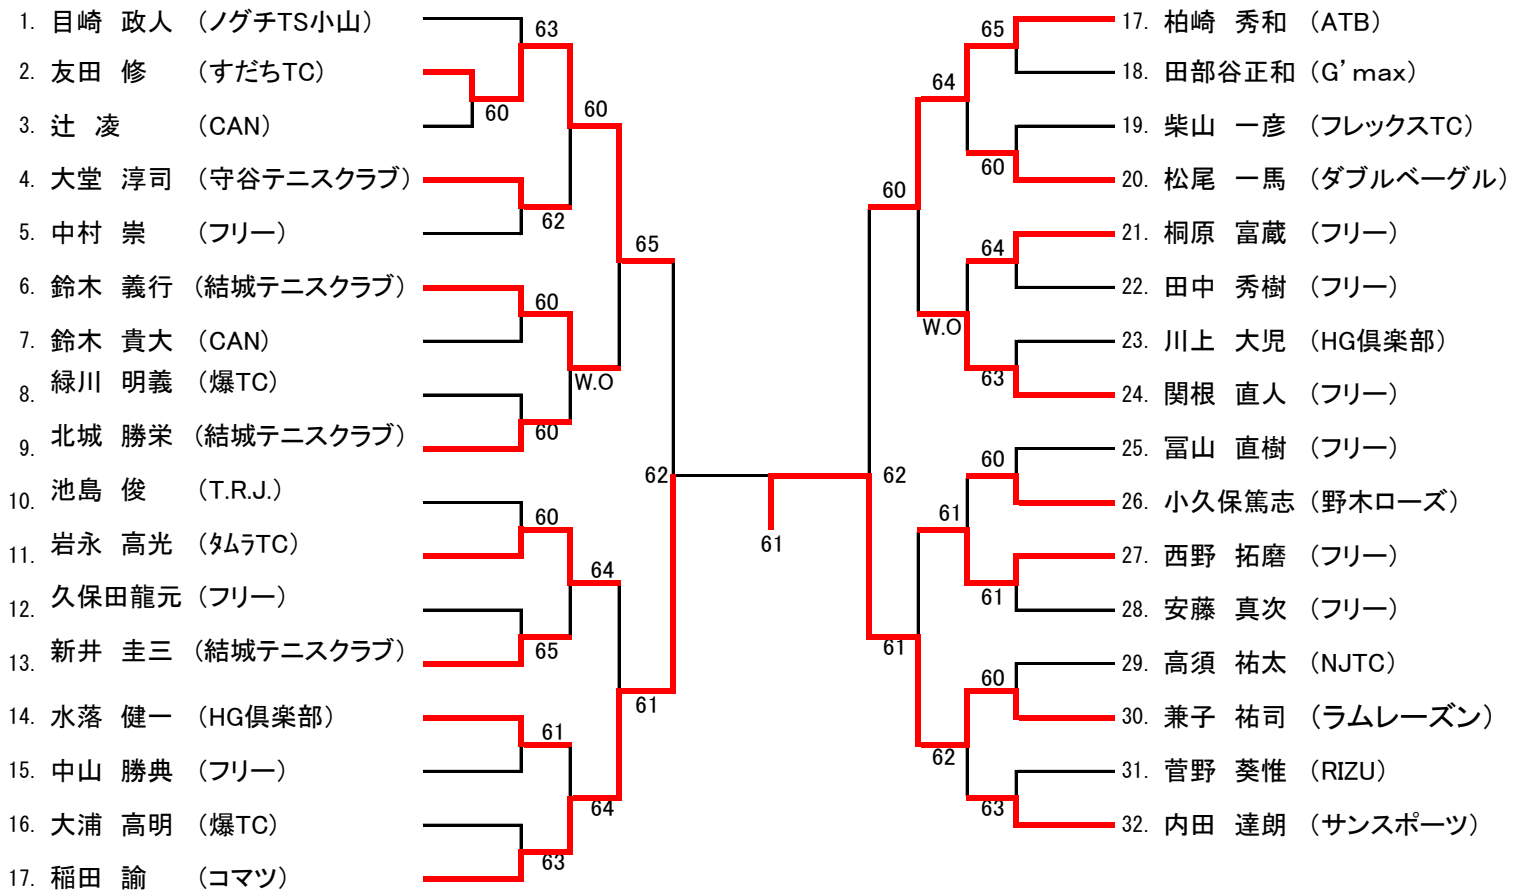 1. 目崎 政人 (ノグチTS小山)
2. 友田 修 (すだちTC)
3. 辻 凌 (CAN)
4. 大堂 淳司 (守谷テニスクラブ)
5. 中村 崇 (フリー)
6. 鈴木 義行 (結城テニスクラブ)
7. 鈴木 貴大 (CAN)
8. 緑川 明義 (爆TC)
9. 北城 勝栄 (結城テニスクラブ)
10. 池島 俊 (T.R.J.)
11. 岩永 高光 (ﾀﾑﾗTC)
12. 久保田龍元 (フリー)
13. 新井 圭三 (結城テニスクラブ)
14. 水落 健一 (HG倶楽部)
15. 中山 勝典 (フリー)
16. 大浦 高明 (爆TC)
17. 稲田 諭 (コマツ)
63
60
62
60
60
60
65
61
63
60
W.O
64
64
65
61
62
61
62
60
61
64
W.O
61
62
65
60
64
63
60
61
60
63
17. 柏崎 秀和 (ATB)
18. 田部谷正和 (G’max)
19. 柴山 一彦 (フレックスTC)
20. 松尾 一馬 (ダブルベーグル)
21. 桐原 富蔵 (フリー)
22. 田中 秀樹 (フリー)
23. 川上 大児 (HG倶楽部)
24. 関根 直人 (フリー)
25. 冨山 直樹 (フリー)
26. 小久保篤志 (野木ローズ)
27. 西野 拓磨 (フリー)
28. 安藤 真次 (フリー)
29. 高須 祐太 (NJTC)
30. 兼子 祐司 (ラムレーズン)
31. 菅野 葵惟 (RIZU)
32. 内田 達朗 (サンスポーツ)